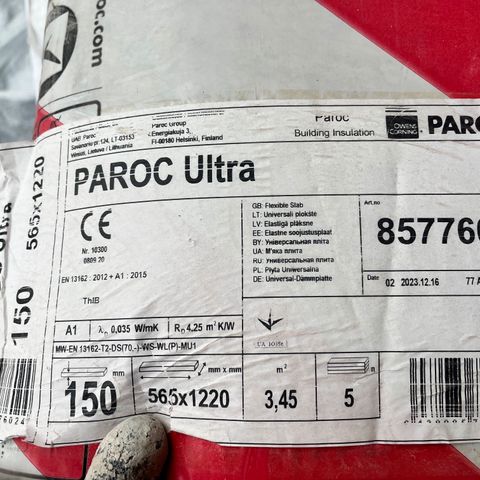 oc.com
UAB Paroc
Savanorio pr 124, LT-03153
Vilnius, Lietuva / Lithuania
Paroc Group
Energiakuja 3,
FI-00180 Helsinki, Finland
Paroc
Building Insulation
OWENS CORNING
PARO
PAROC Ultra
CE
Nr. 10300
0809 20
EN 13162 : 2012 + A1 : 2015
ThIB
GB: Flexible Slab
LT: Universali plokšte
LV: Elastīgā plāksne
EE: Elastne soojustusplaat
BY: Универсальная плита
UA: М'яка плита
RU: Универсальная плита
PL: Płyta Uniwersalna
DE: Universal-Dämmplatte
Art.no
857760
Date 02 2023.12.16 77 A
A1 λD 0,035 W/mK RD 4,25 m² K/W
MW-EN 13162-T2-DS(70,-)-WS-WL(P)-MU1
mm mm x mm m² n
150 565x1220 3,45 5
Ultra
150 565x1220